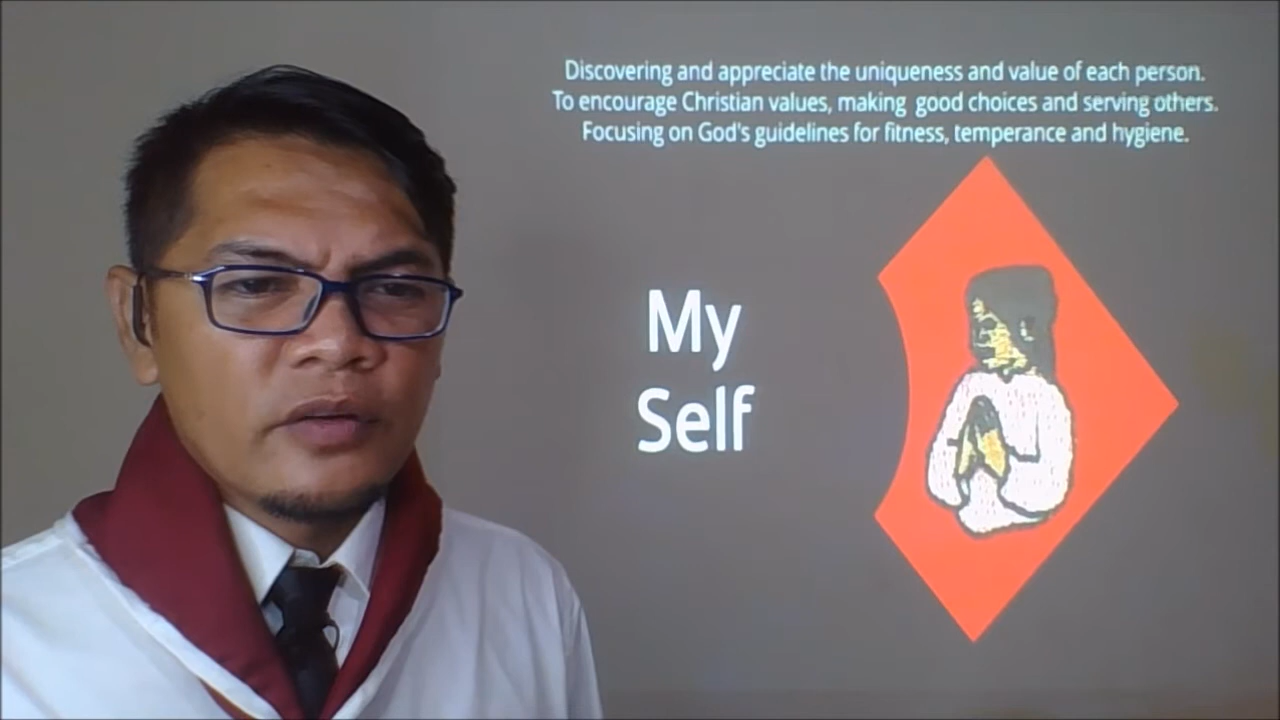 Discovering and appreciate the uniqueness and value of each person.
To encourage Christian values, making good choices and serving others.
Focusing on God's guidelines for fitness, temperance and hygiene.
My
Self